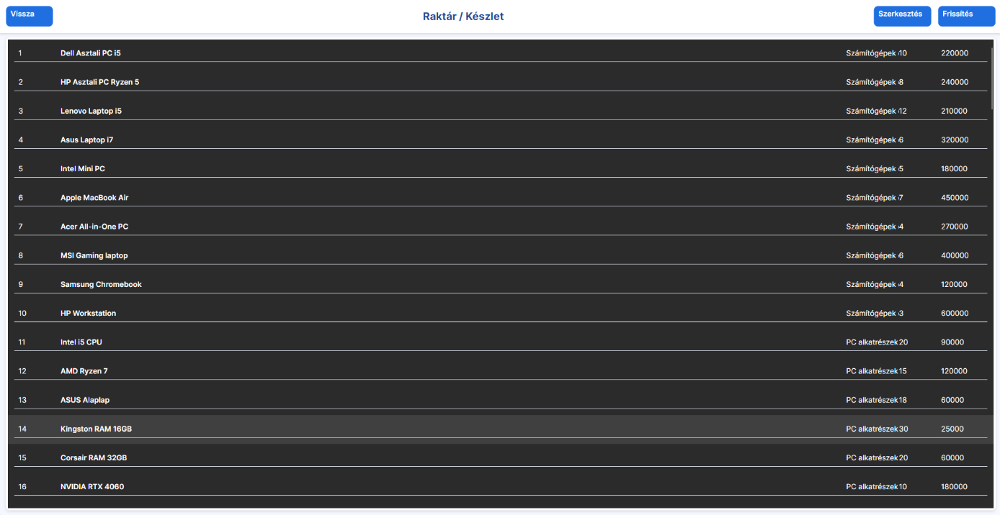 Vissza Raktár / Készlet Szerkesztés Frissítés
1 Dell Asztali PC i5 Számítógépek 10 220000
2 HP Asztali PC Ryzen 5 Számítógépek 8 240000
3 Lenovo Laptop i5 Számítógépek 12 210000
4 Asus Laptop i7 Számítógépek 6 320000
5 Intel Mini PC Számítógépek 5 180000
6 Apple MacBook Air Számítógépek 7 450000
7 Acer All-in-One PC Számítógépek 4 270000
8 MSI Gaming laptop Számítógépek 6 400000
9 Samsung Chromebook Számítógépek 4 120000
10 HP Workstation Számítógépek 3 600000
11 Intel i5 CPU PC alkatrészek 20 90000
12 AMD Ryzen 7 PC alkatrészek 15 120000
13 ASUS Alaplap PC alkatrészek 18 60000
14 Kingston RAM 16GB PC alkatrészek 30 25000
15 Corsair RAM 32GB PC alkatrészek 20 60000
16 NVIDIA RTX 4060 PC alkatrészek 10 180000